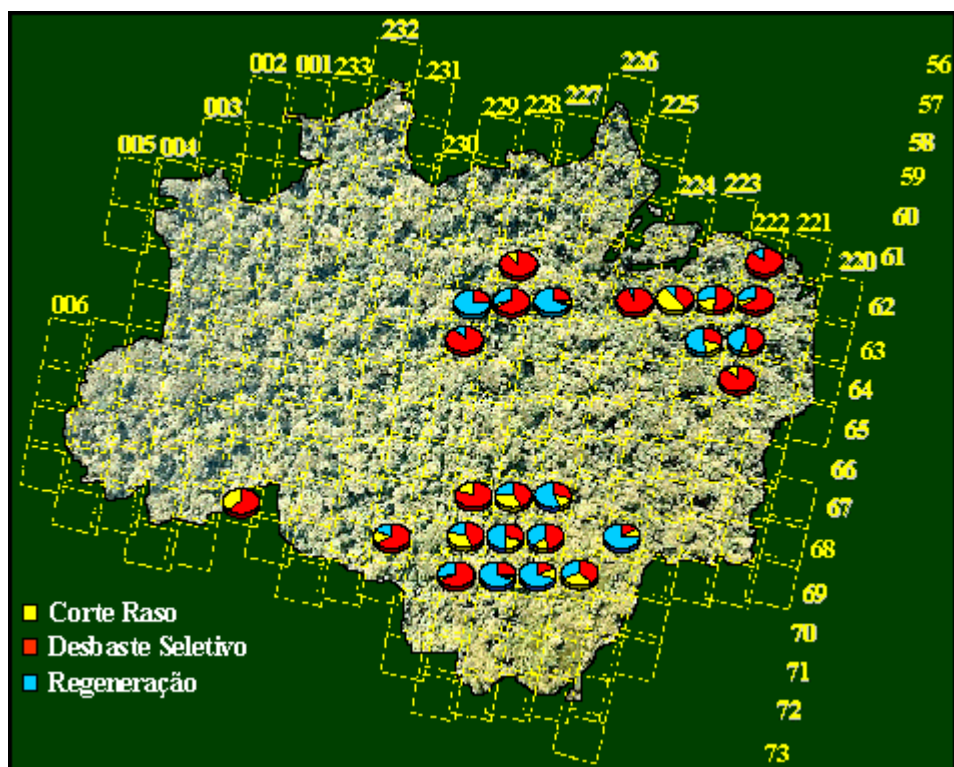 232
002 001 233 231 226 56
003 229 228 227 225 57
005 004 230 58
224 223 59
222 221 60
220 61
006 62
63
64
65
66
67
68
Corte Raso 69
Desbaste Seletivo 70
Regeneração 71
72
73